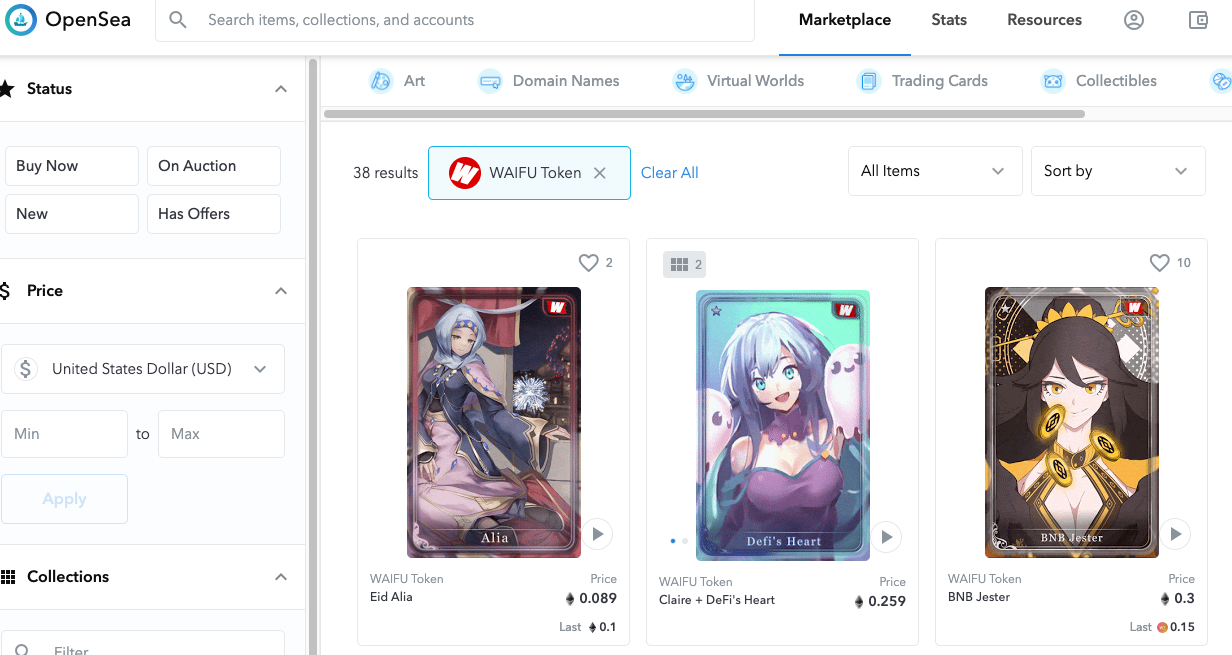 OpenSea
Search items, collections, and accounts
Marketplace
Stats
Resources
Status
Buy Now
On Auction
New
Has Offers
$ Price
$ United States Dollar (USD)
Min
to
Max
Apply
Collections
Filter
Art
Domain Names
Virtual Worlds
Trading Cards
Collectibles
38 results
W WAIFU Token
Clear All
All Items
Sort by
2
W
Alia
WAIFU Token
Price
Eid Alia
0.089
Last 0.1
2
W
Defi's Heart
WAIFU Token
Price
Claire + DeFi's Heart
0.259
10
W
BNB Jester
WAIFU Token
Price
BNB Jester
0.3
Last 0.15